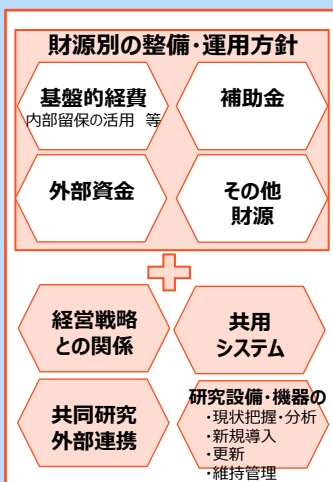 財源別の整備・運用方針
基盤的経費
内部留保の活用 等
補助金
外部資金
その他
財源
経営戦略
との関係
共用
システム
共同研究
外部連携
研究設備・機器の
・現状把握・分析
・新規導入
・更新
・維持管理